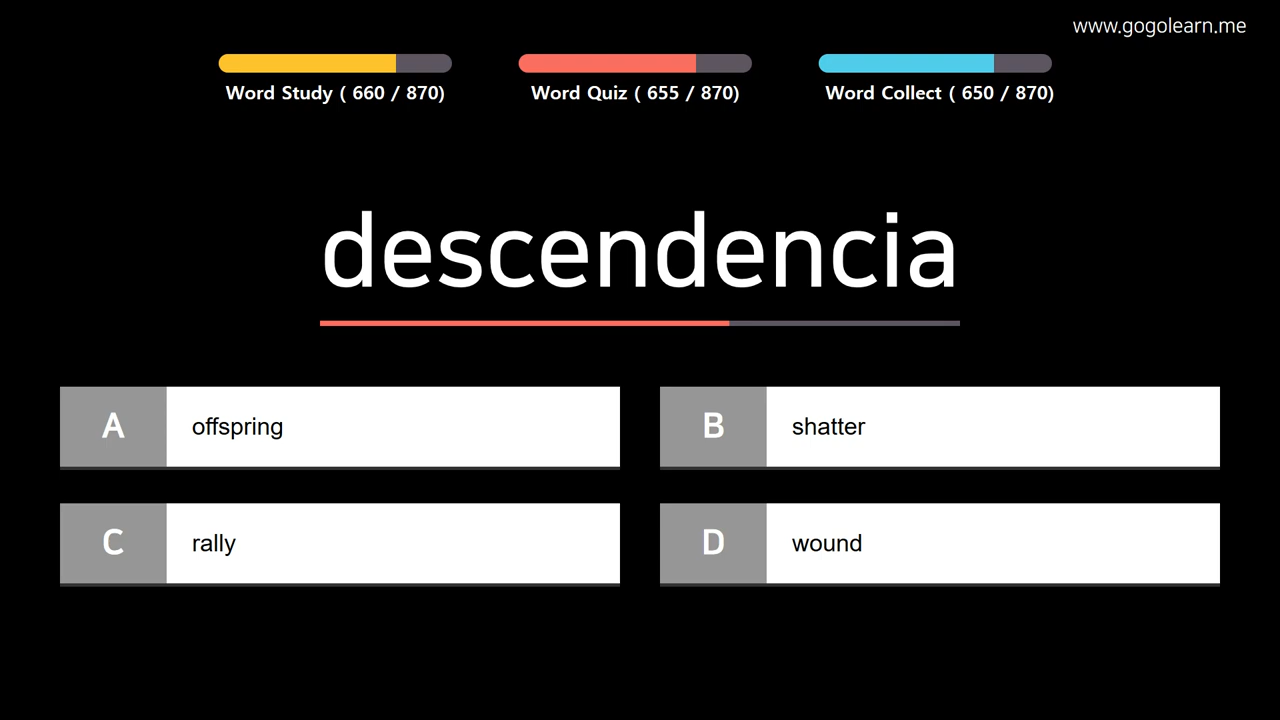 www.gogolearn.me
Word Study ( 660 / 870)
Word Quiz ( 655 / 870)
Word Collect ( 650 / 870)
descendencia
A offspring
B shatter
C rally
D wound